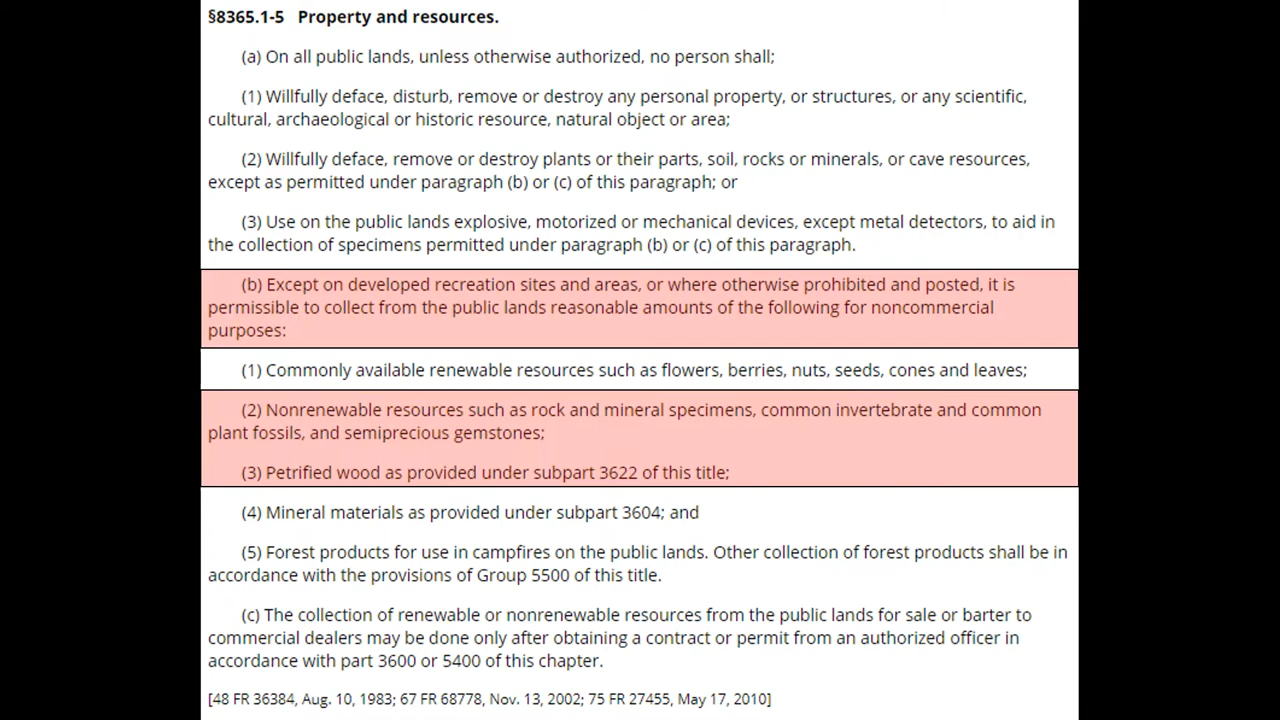 §8365.1-5 Property and resources.
(a) On all public lands, unless otherwise authorized, no person shall;
(1) Willfully deface, disturb, remove or destroy any personal property, or structures, or any scientific,
cultural, archaeological or historic resource, natural object or area;
(2) Willfully deface, remove or destroy plants or their parts, soil, rocks or minerals, or cave resources,
except as permitted under paragraph (b) or (c) of this paragraph; or
(3) Use on the public lands explosive, motorized or mechanical devices, except metal detectors, to aid in
the collection of specimens permitted under paragraph (b) or (c) of this paragraph.
(b) Except on developed recreation sites and areas, or where otherwise prohibited and posted, it is
permissible to collect from the public lands reasonable amounts of the following for noncommercial
purposes:
(1) Commonly available renewable resources such as flowers, berries, nuts, seeds, cones and leaves;
(2) Nonrenewable resources such as rock and mineral specimens, common invertebrate and common
plant fossils, and semiprecious gemstones;
(3) Petrified wood as provided under subpart 3622 of this title;
(4) Mineral materials as provided under subpart 3604; and
(5) Forest products for use in campfires on the public lands. Other collection of forest products shall be in
accordance with the provisions of Group 5500 of this title.
(c) The collection of renewable or nonrenewable resources from the public lands for sale or barter to
commercial dealers may be done only after obtaining a contract or permit from an authorized officer in
accordance with part 3600 or 5400 of this chapter.
[48 FR 36384, Aug. 10, 1983; 67 FR 68778, Nov. 13, 2002; 75 FR 27455, May 17, 2010]